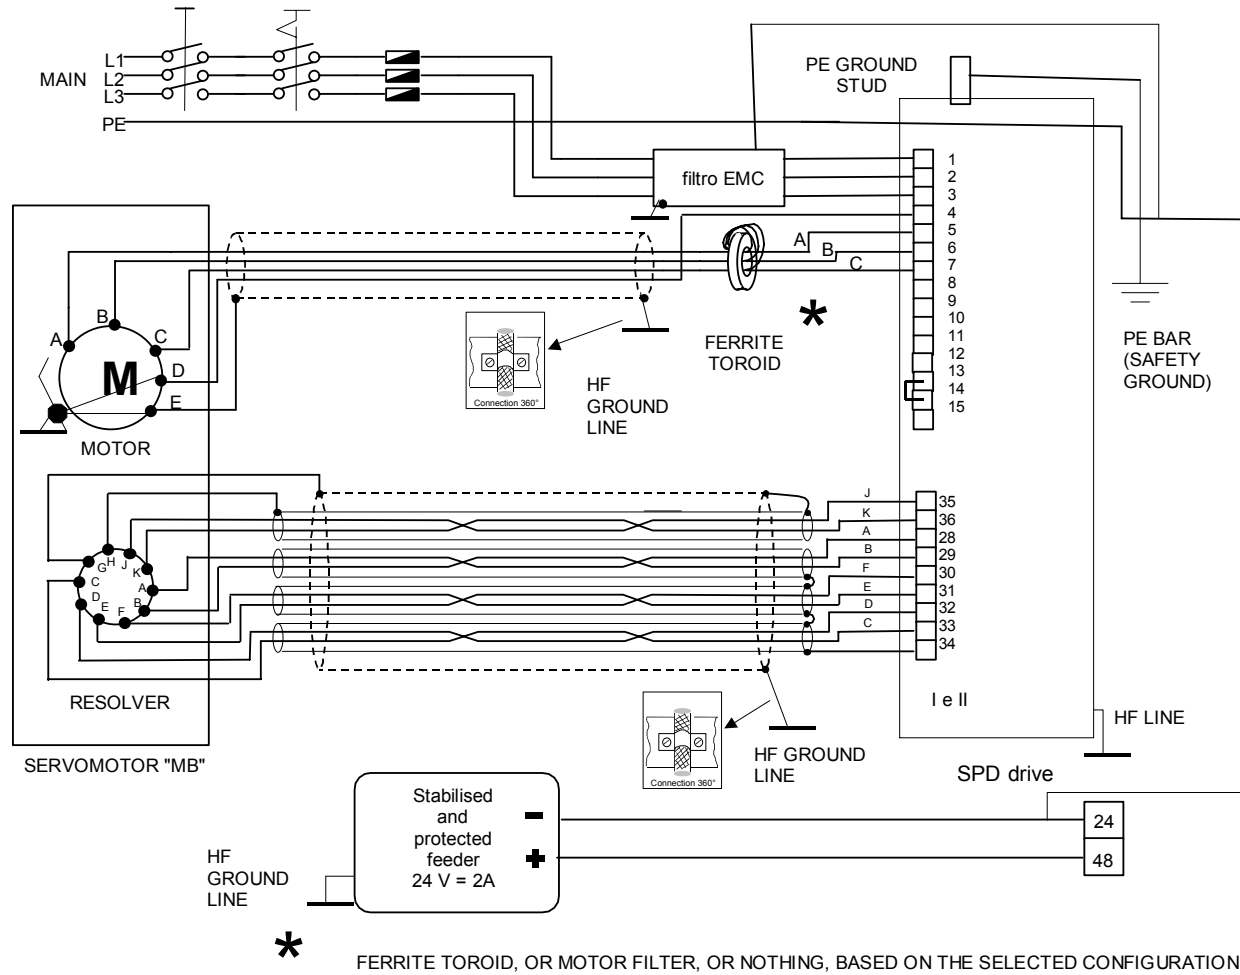 MAIN
L1
L2
L3
PE
PE GROUND
STUD
filtro EMC
1
2
3
4
5
6
7
8
9
10
11
12
13
14
15
A
B
C
A
B
C
D
E
M
MOTOR
Connection 360°
HF
GROUND
LINE
FERRITE
TOROID
*
PE BAR
(SAFETY
GROUND)
G
H
J
K
A
B
F
E
D
C
RESOLVER
SERVOMOTOR "MB"
J
K
A
B
F
E
D
C
35
36
28
29
30
31
32
33
34
I e II
HF LINE
Connection 360°
HF GROUND
LINE
SPD drive
Stabilised
and
protected
feeder
24 V = 2A
-
+
24
48
HF
GROUND
LINE
*
FERRITE TOROID, OR MOTOR FILTER, OR NOTHING, BASED ON THE SELECTED CONFIGURATION